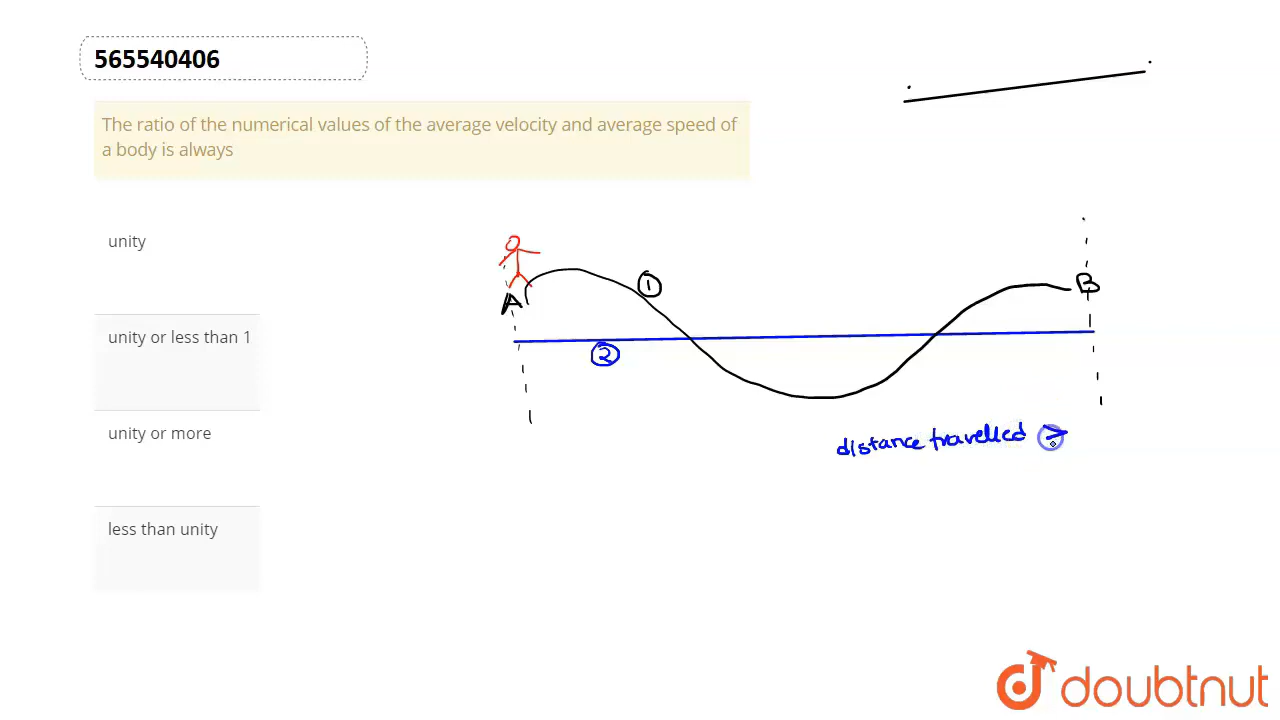 565540406
The ratio of the numerical values of the average velocity and average speed of
a body is always
unity
unity or less than 1
unity or more
less than unity
A
1
B
2
distance travelled ≥
doubtnut